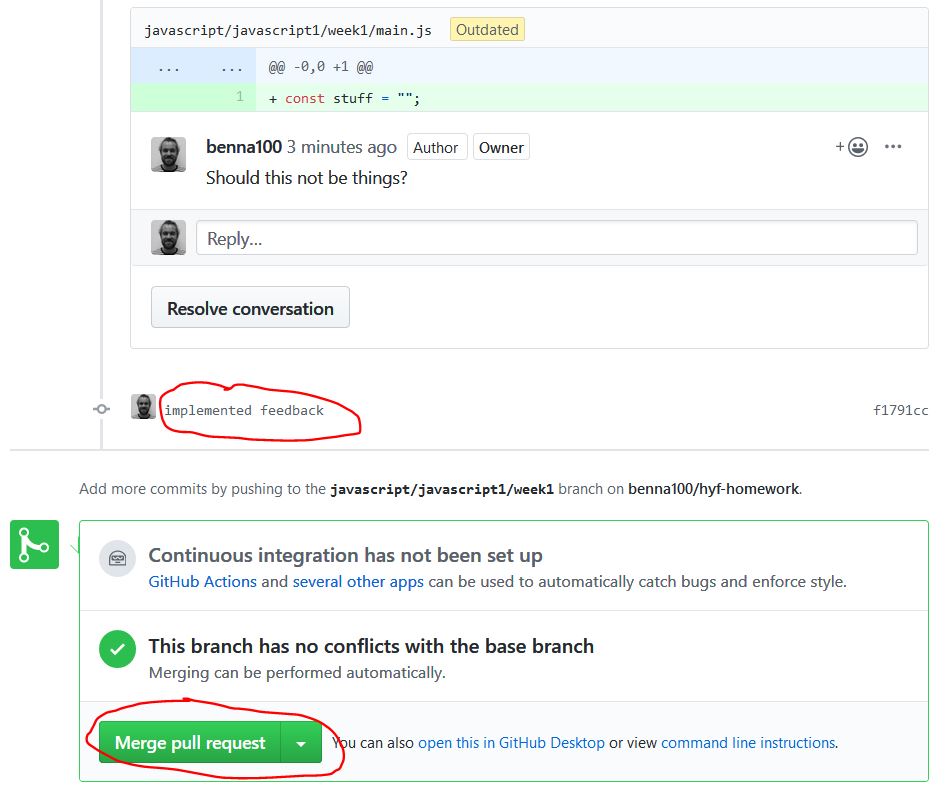 javascript/javascript1/week1/main.js Outdated
... ... @@ -0,0 +1 @@
1 + const stuff = "";
benna100 3 minutes ago Author Owner
Should this not be things?
Reply...
Resolve conversation
implemented feedback f1791cc
Add more commits by pushing to the javascript/javascript1/week1 branch on benna100/hyf-homework.
Continuous integration has not been set up
GitHub Actions and several other apps can be used to automatically catch bugs and enforce style.
This branch has no conflicts with the base branch
Merging can be performed automatically.
Merge pull request You can also open this in GitHub Desktop or view command line instructions.